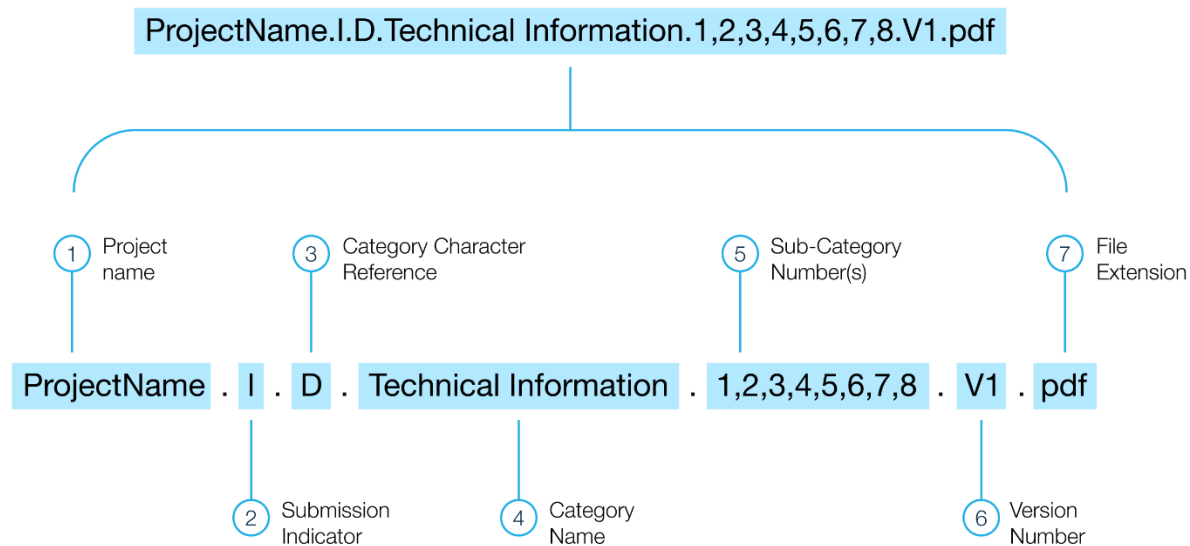 ProjectName.I.D.Technical Information.1,2,3,4,5,6,7,8.V1.pdf
1 Project
name
3 Category Character
Reference
5 Sub-Category
Number(s)
7 File
Extension
ProjectName . I . D . Technical Information . 1,2,3,4,5,6,7,8 . V1 . pdf
2 Submission
Indicator
4 Category
Name
6 Version
Number